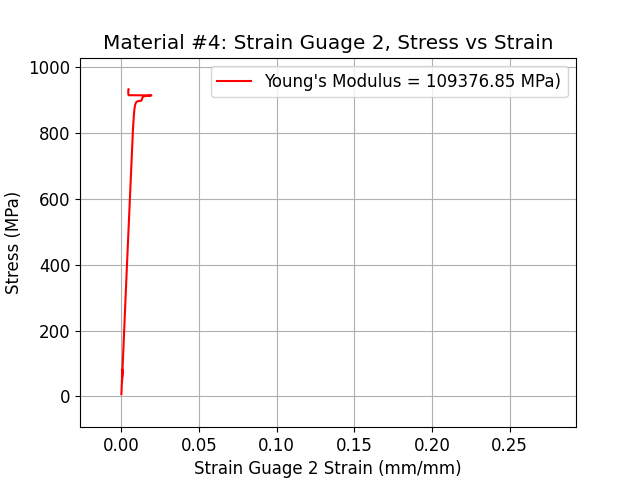 Material #4: Strain Guage 2, Stress vs Strain
Young's Modulus = 109376.85 MPa)
1000
800
600
400
200
0
Stress (MPa)
0.00 0.05 0.10 0.15 0.20 0.25
Strain Guage 2 Strain (mm/mm)